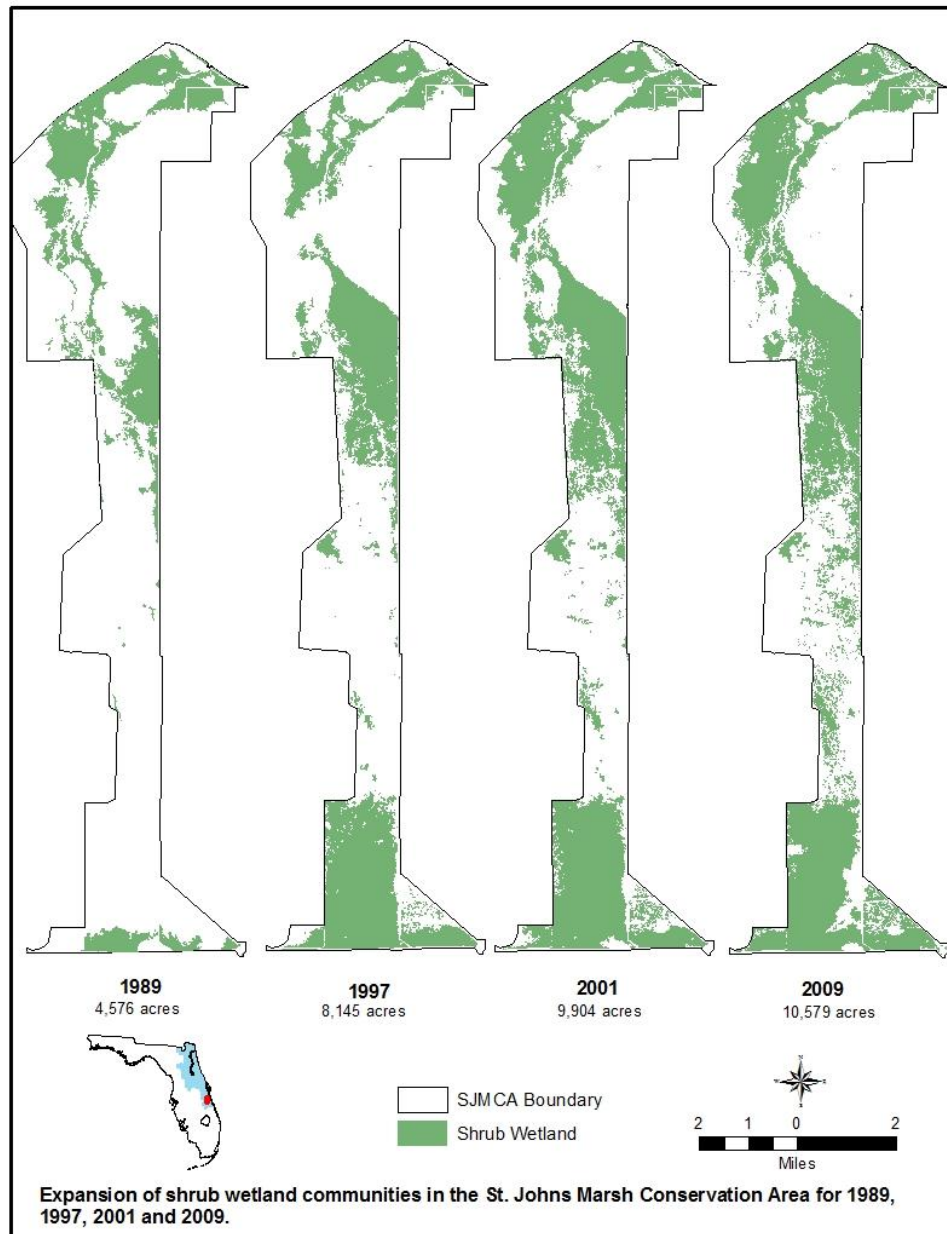 1989
4,576 acres
1997
8,145 acres
2001
9,904 acres
2009
10,579 acres
SJMCA Boundary
Shrub Wetland
2 1 0 2
Miles
Expansion of shrub wetland communities in the St. Johns Marsh Conservation Area for 1989,
1997, 2001 and 2009.